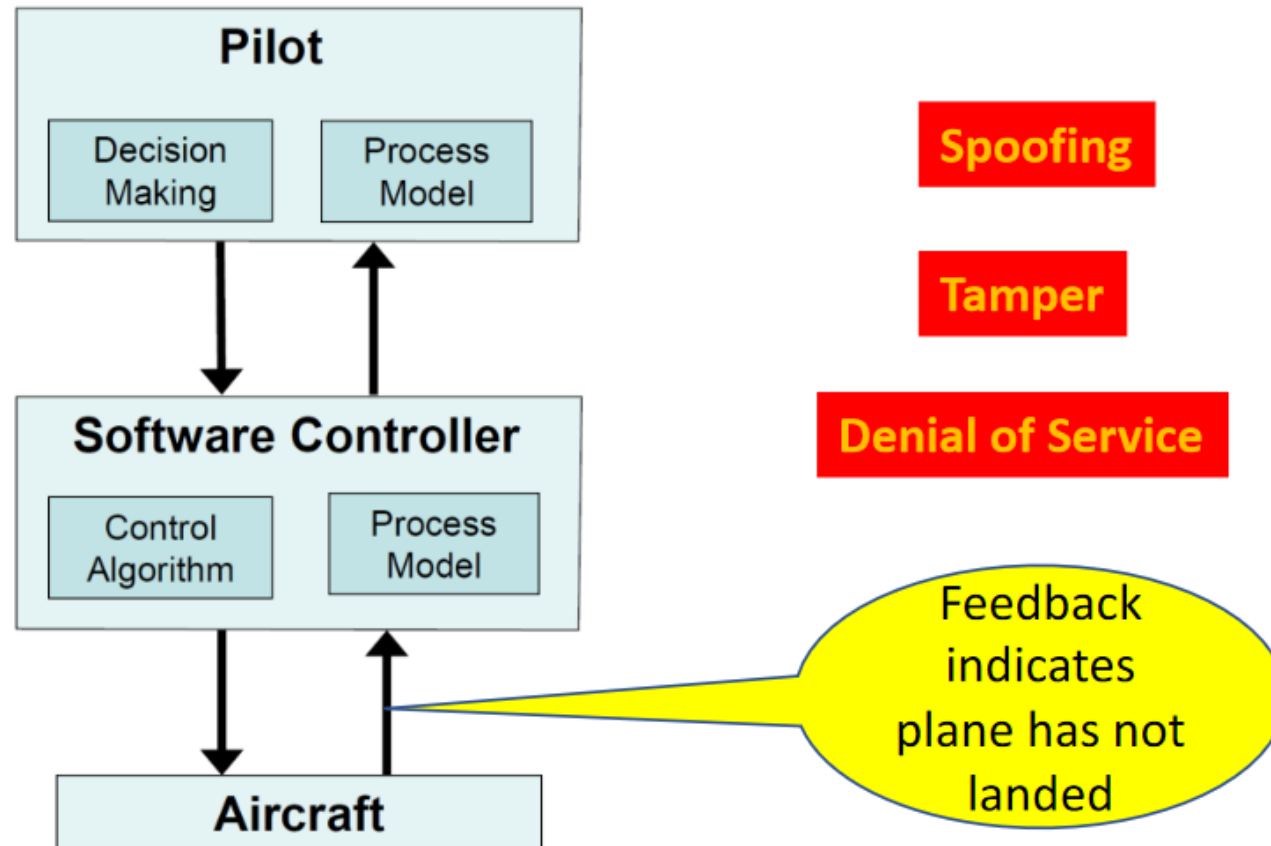 Pilot
Decision
Making
Process
Model
Spoofing
Tamper
Software Controller
Denial of Service
Control
Algorithm
Process
Model
Feedback
indicates
plane has not
landed
Aircraft